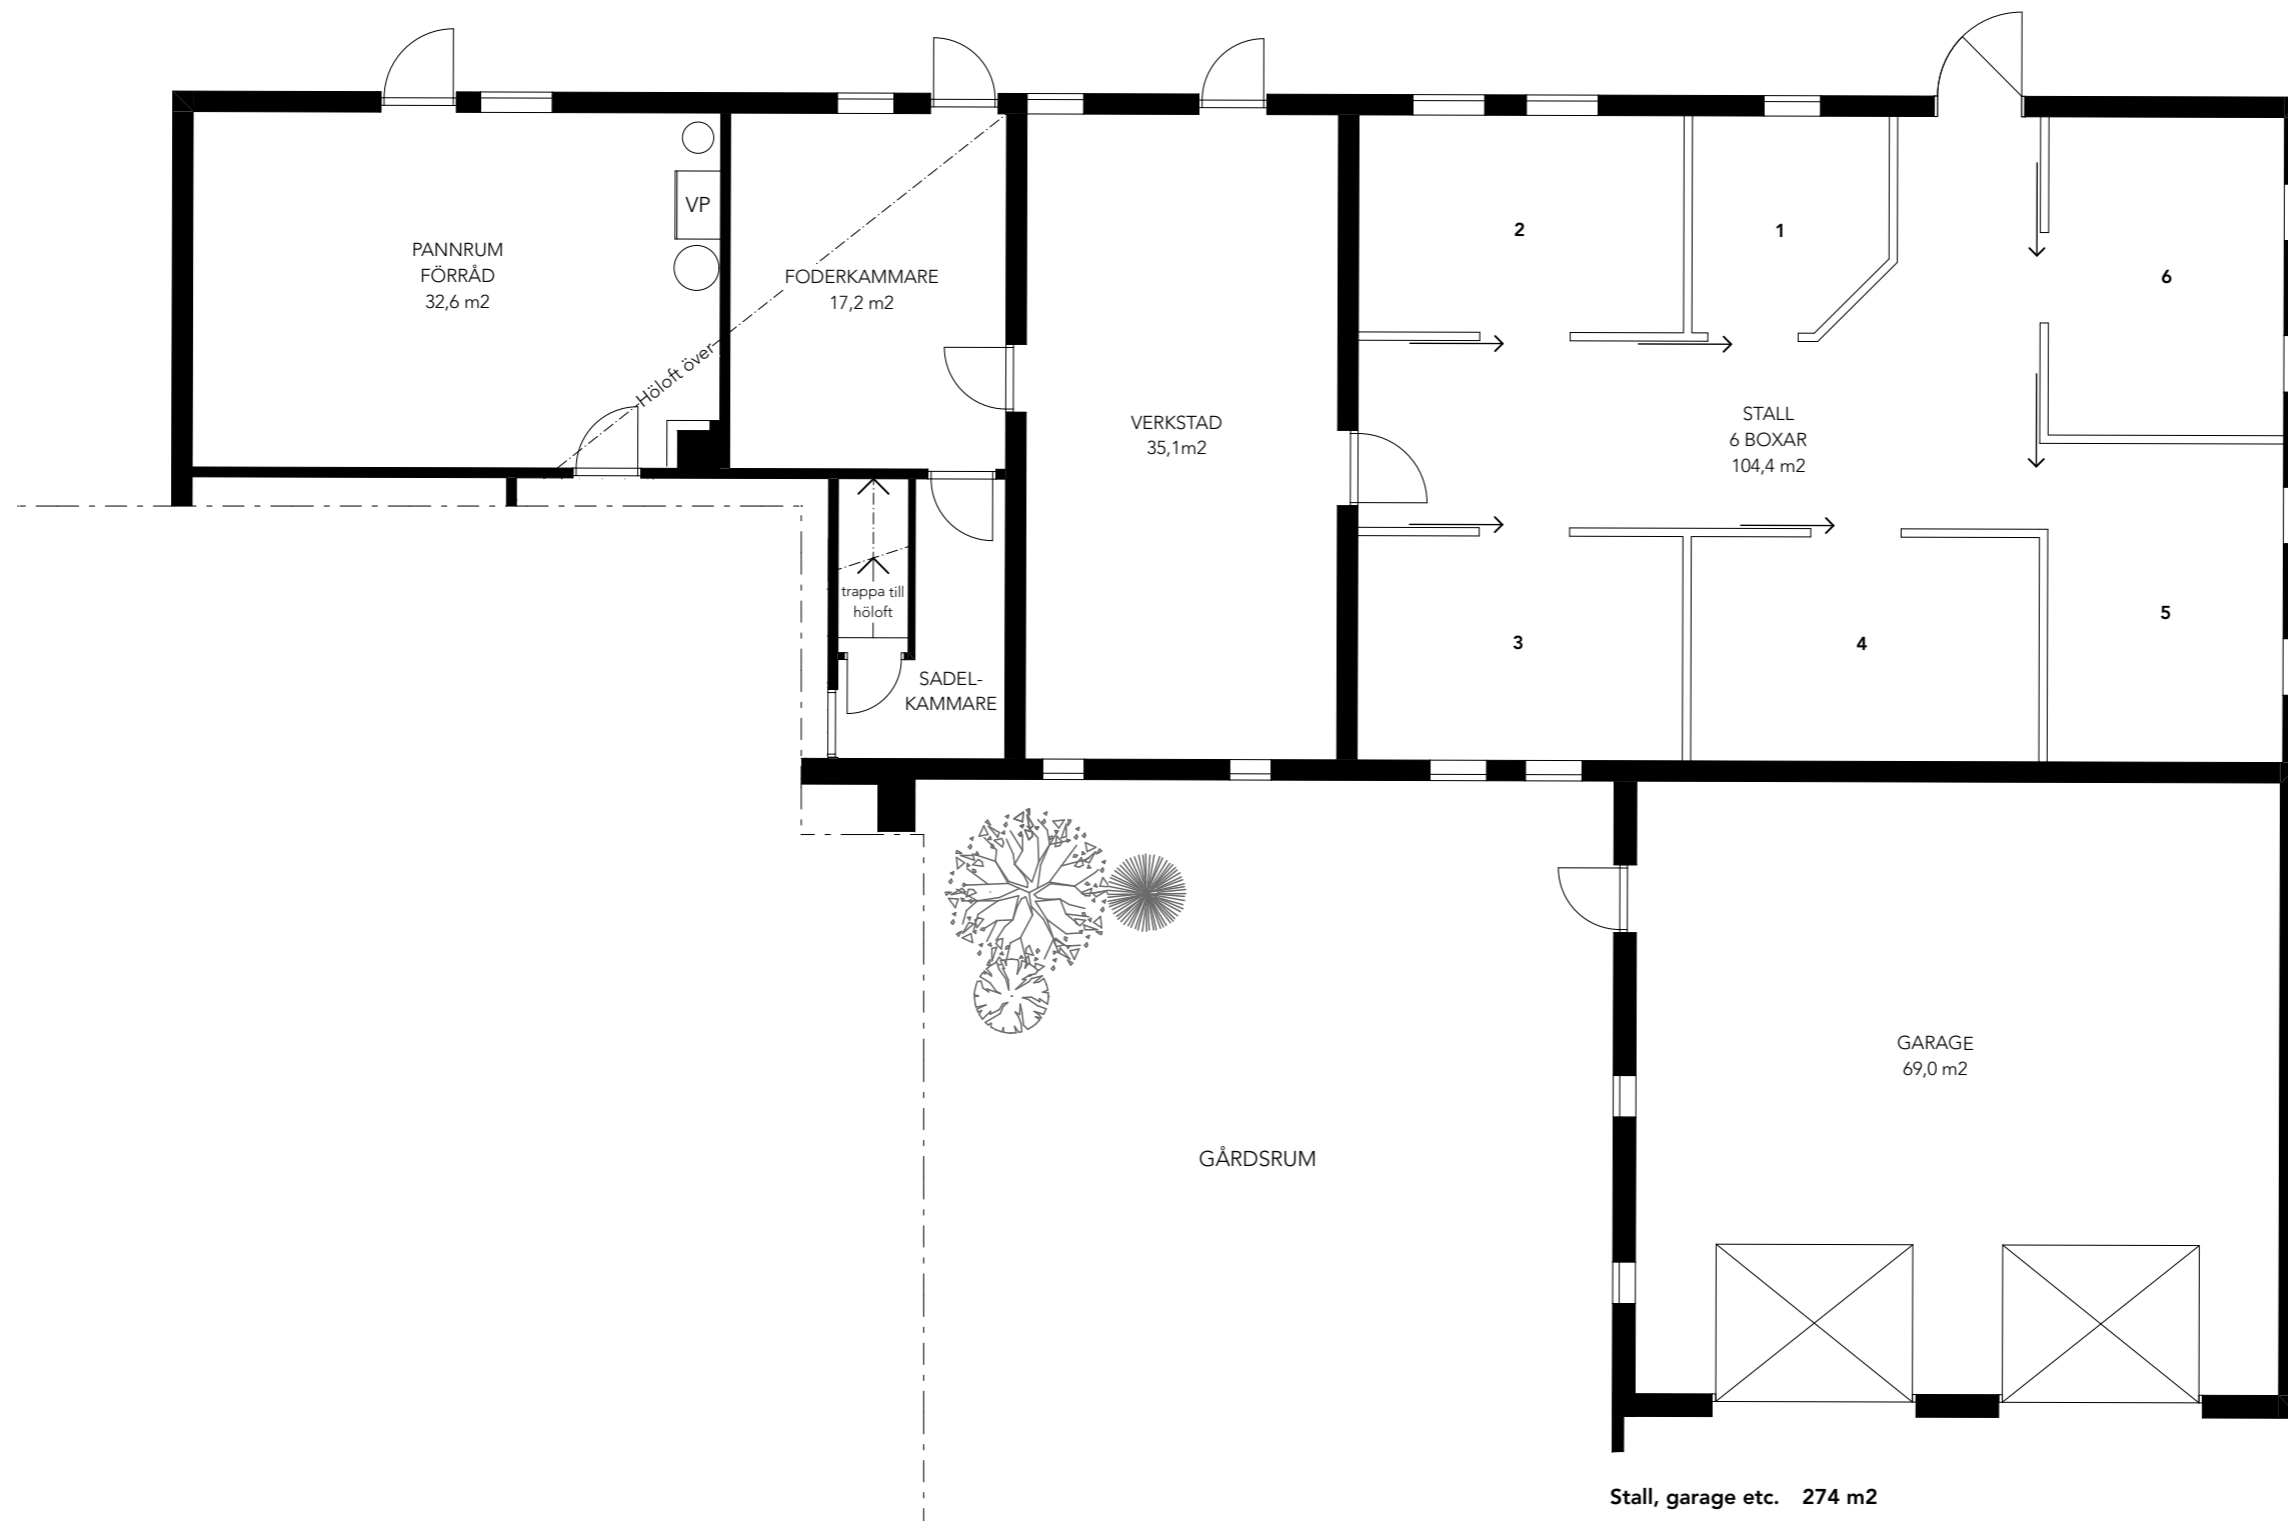 PANNRUM
FÖRRÅD
32,6 m2
VP
Höloft över
FODERKAMMARE
17,2 m2
VERKSTAD
35,1m2
2
1
6
STALL
6 BOXAR
104,4 m2
trappa till
höloft
SADEL-
KAMMARE
3
4
5
GARAGE
69,0 m2
GÅRDSRUM
Stall, garage etc. 274 m2